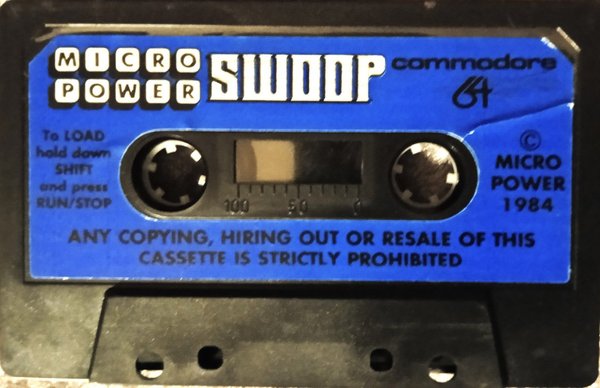 MICRO
POWER
SWOOP
commodore
64
To LOAD
hold down
SHIFT
and press
RUN/STOP
100 50 0
©
MICRO
POWER
1984
ANY COPYING, HIRING OUT OR RESALE OF THIS
CASSETTE IS STRICTLY PROHIBITED